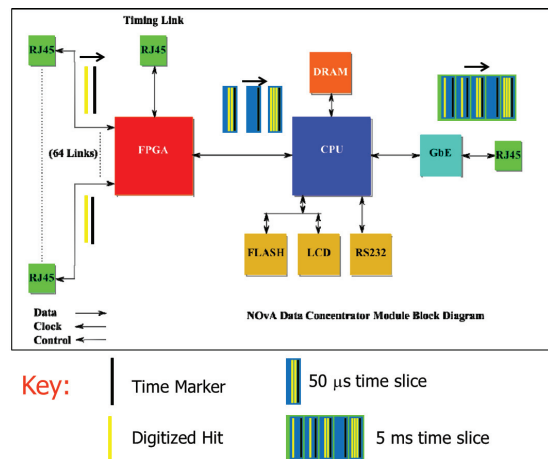 Timing Link
RJ45
RJ45
DRAM
(64 Links)
FPGA
CPU
GbE
RJ45
FLASH
LCD
RS232
RJ45
Data
Clock
Control
NOvA Data Concentrator Module Block Diagram
Key:
Time Marker
50 μs time slice
Digitized Hit
5 ms time slice